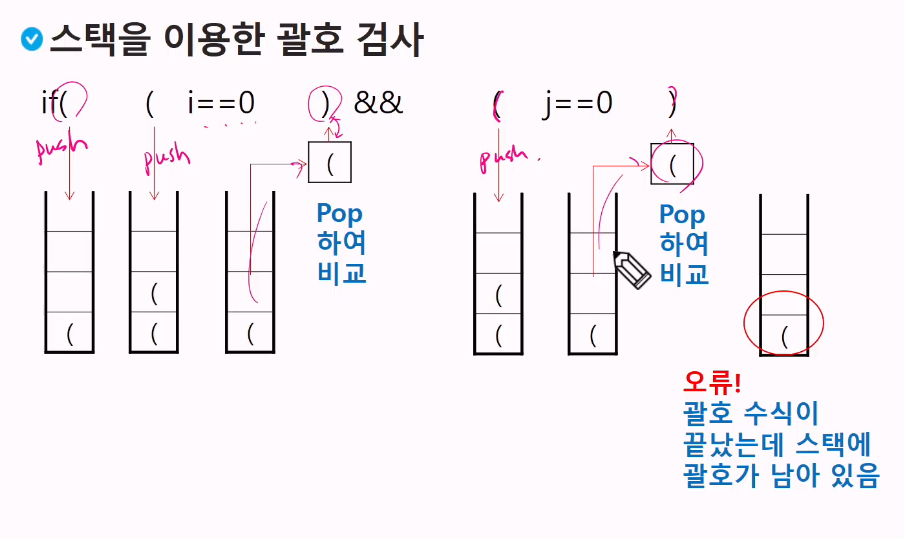 스택을 이용한 괄호 검사
if( ( i==0 ) && ( j==0 )
push push push
( (
Pop Pop
하여 하여
비교 비교
( (
( ( ( ( ( (
오류!
괄호 수식이
끝났는데 스택에
괄호가 남아 있음